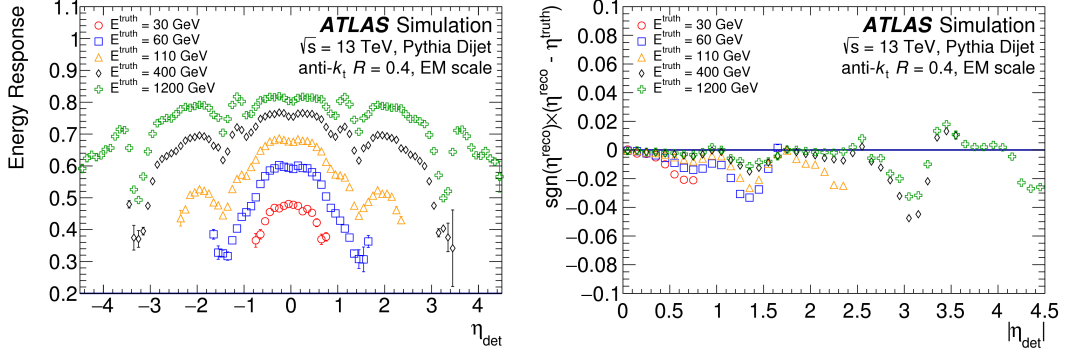 Energy Response
1.1
1
0.9
0.8
0.7
0.6
0.5
0.4
0.3
0.2
E^truth = 30 GeV
E^truth = 60 GeV
E^truth = 110 GeV
E^truth = 400 GeV
E^truth = 1200 GeV
ATLAS Simulation
√s = 13 TeV, Pythia Dijet
anti-k_t R = 0.4, EM scale
−4 −3 −2 −1 0 1 2 3 4
η_det
sgn(η^reco)×(η^reco - η^truth)
0.1
0.08
0.06
0.04
0.02
0
−0.02
−0.04
−0.06
−0.08
−0.1
E^truth = 30 GeV
E^truth = 60 GeV
E^truth = 110 GeV
E^truth = 400 GeV
E^truth = 1200 GeV
ATLAS Simulation
√s = 13 TeV, Pythia Dijet
anti-k_t R = 0.4, EM scale
0 0.5 1 1.5 2 2.5 3 3.5 4 4.5
|η_det|